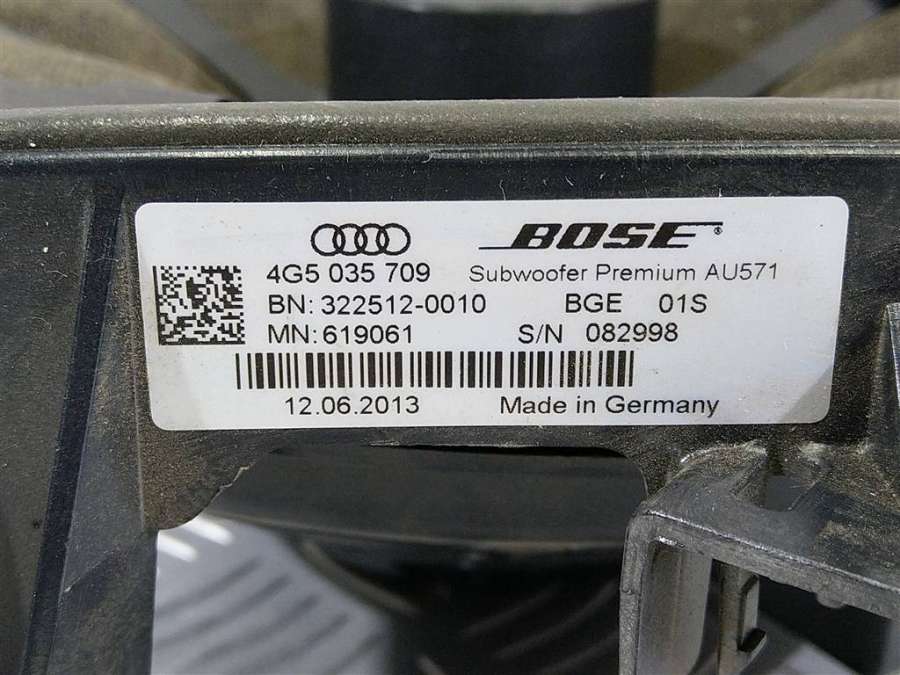 BOSE®
4G5 035 709 Subwoofer Premium AU571
BN: 322512-0010 BGE 01S
MN: 619061 S/N 082998
12.06.2013 Made in Germany